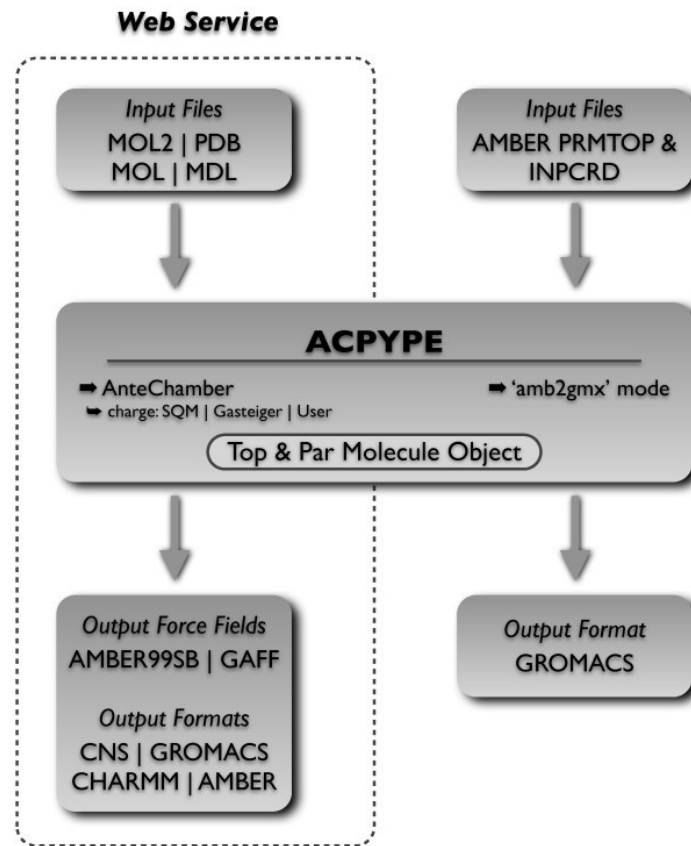 Web Service
Input Files
MOL2 | PDB
MOL | MDL
Input Files
AMBER PRMTOP &
INPCRD
ACPYPE
➡ AnteChamber
➥ charge: SQM | Gasteiger | User
➡ ‘amb2gmx’ mode
Top & Par Molecule Object
Output Force Fields
AMBER99SB | GAFF
Output Formats
CNS | GROMACS
CHARMM | AMBER
Output Format
GROMACS